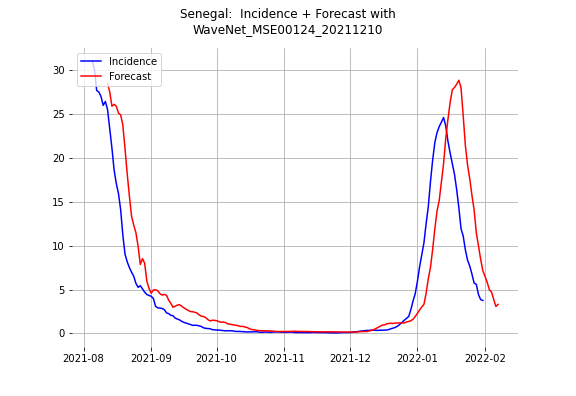 Senegal:  Incidence + Forecast with
WaveNet_MSE00124_20211210
Incidence
Forecast
30
25
20
15
10
5
0
2021-08 2021-09 2021-10 2021-11 2021-12 2022-01 2022-02